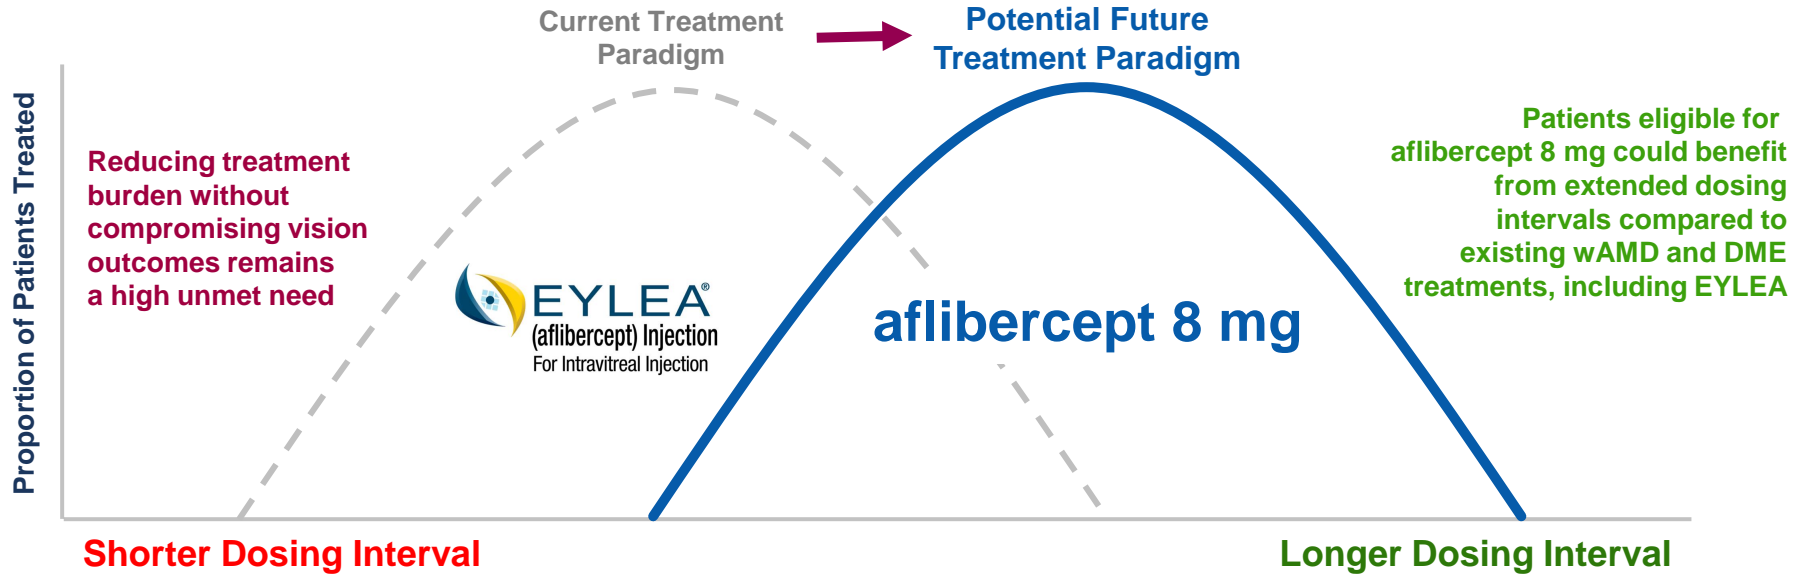 Current Treatment
Paradigm
Potential Future
Treatment Paradigm
Proportion of Patients Treated
Reducing treatment
burden without
compromising vision
outcomes remains
a high unmet need
EYLEA®
(aflibercept) Injection
For Intravitreal Injection
aflibercept 8 mg
Patients eligible for
aflibercept 8 mg could benefit
from extended dosing
intervals compared to
existing wAMD and DME
treatments, including EYLEA
Shorter Dosing Interval
Longer Dosing Interval